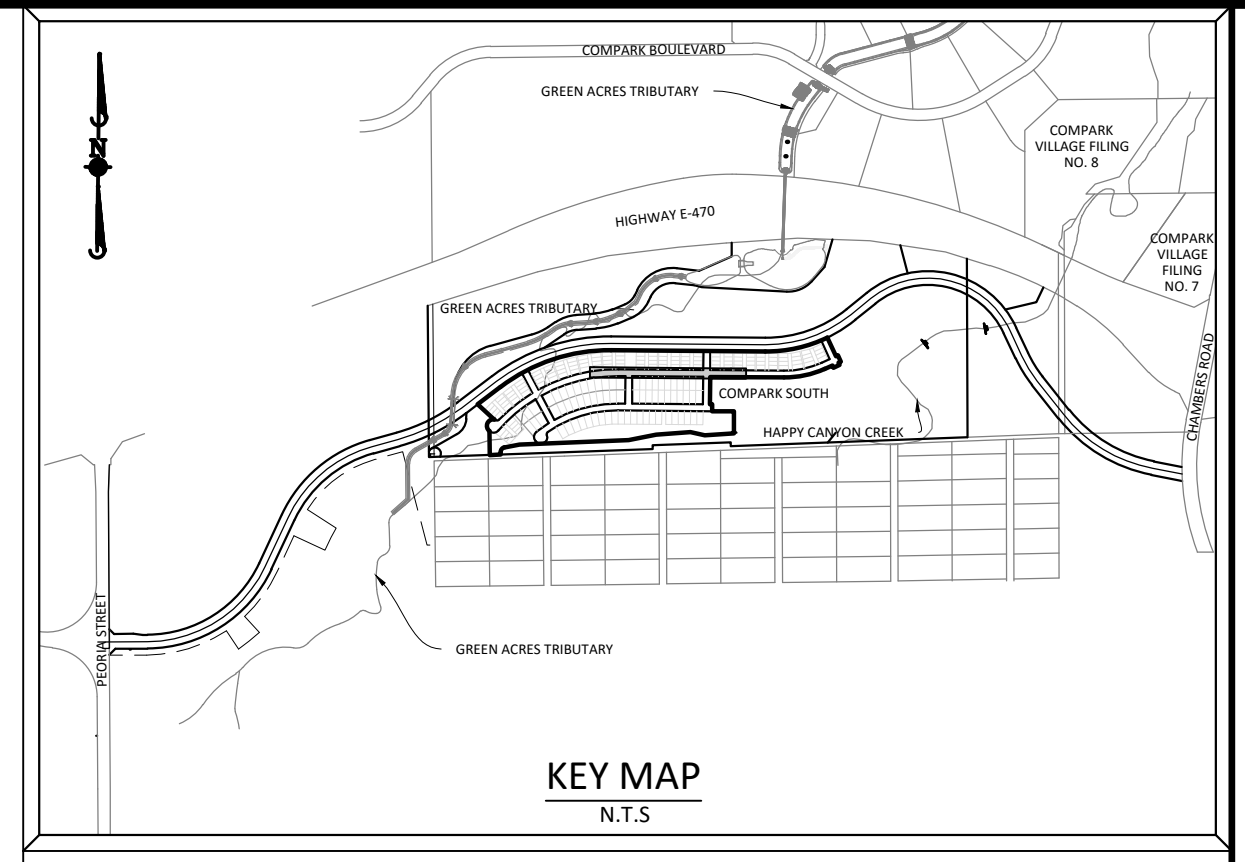 COMPARK BOULEVARD
GREEN ACRES TRIBUTARY
COMPARK
VILLAGE FILING
NO. 8
N
HIGHWAY E-470
COMPARK
VILLAGE
FILING
NO. 7
GREEN ACRES TRIBUTARY
CHAMBERS ROAD
COMPARK SOUTH
HAPPY CANYON CREEK
PEORIA STREET
GREEN ACRES TRIBUTARY
KEY MAP
N.T.S